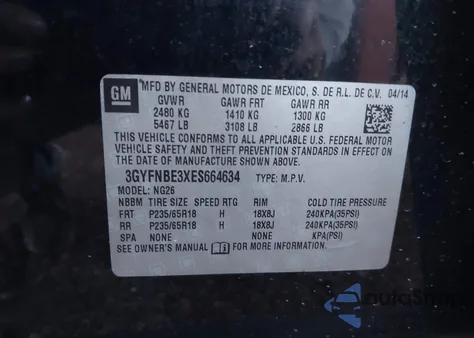 GM
MFD BY GENERAL MOTORS DE MEXICO, S. DE R.L. DE C.V. 04/14
GVWR GAWR FRT GAWR RR
2480 KG 1410 KG 1300 KG
5467 LB 3108 LB 2866 LB
THIS VEHICLE CONFORMS TO ALL APPLICABLE U.S. FEDERAL MOTOR
VEHICLE SAFETY, BUMPER, AND THEFT PREVENTION STANDARDS
IN EFFECT ON THE DATE OF MANUFACTURE SHOWN ABOVE.
3GYFNBE3XES664634 TYPE: M.P.V.
MODEL: NG26
NBBM TIRE SIZE SPEED RTG RIM COLD TIRE PRESSURE
FRT P235/65R18 H 18X8J 240KPA(35PSI)
RR P235/65R18 H 18X8J 240KPA(35PSI)
SPA NONE NONE KPA(PSI)
SEE OWNER'S MANUAL FOR MORE INFORMATION.